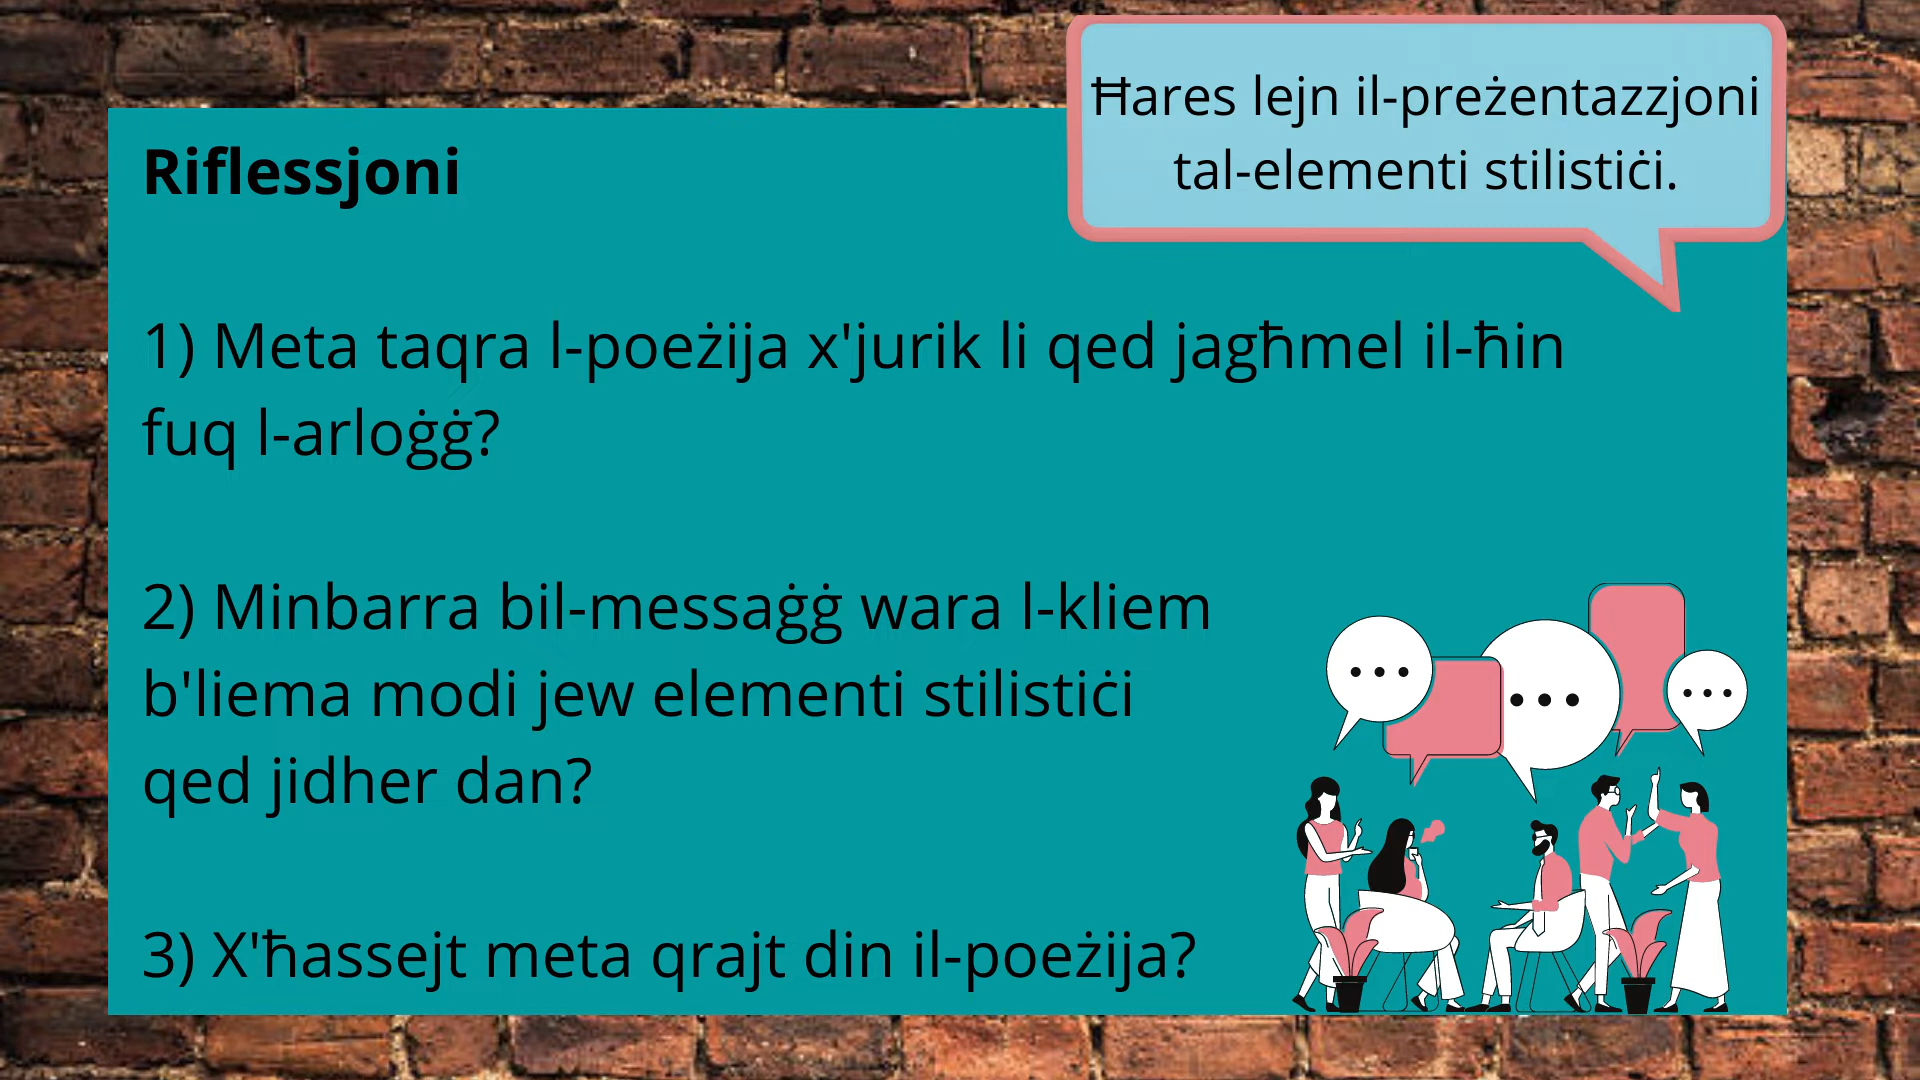 Ħares lejn il-preżentazzjoni
tal-elementi stilistiċi.
Riflessjoni
1) Meta taqra l-poeżija x'jurik li qed jagħmel il-ħin
fuq l-arloġġ?
2) Minbarra bil-messaġġ wara l-kliem
b'liema modi jew elementi stilistiċi
qed jidher dan?
3) X'ħassejt meta qrajt din il-poeżija?